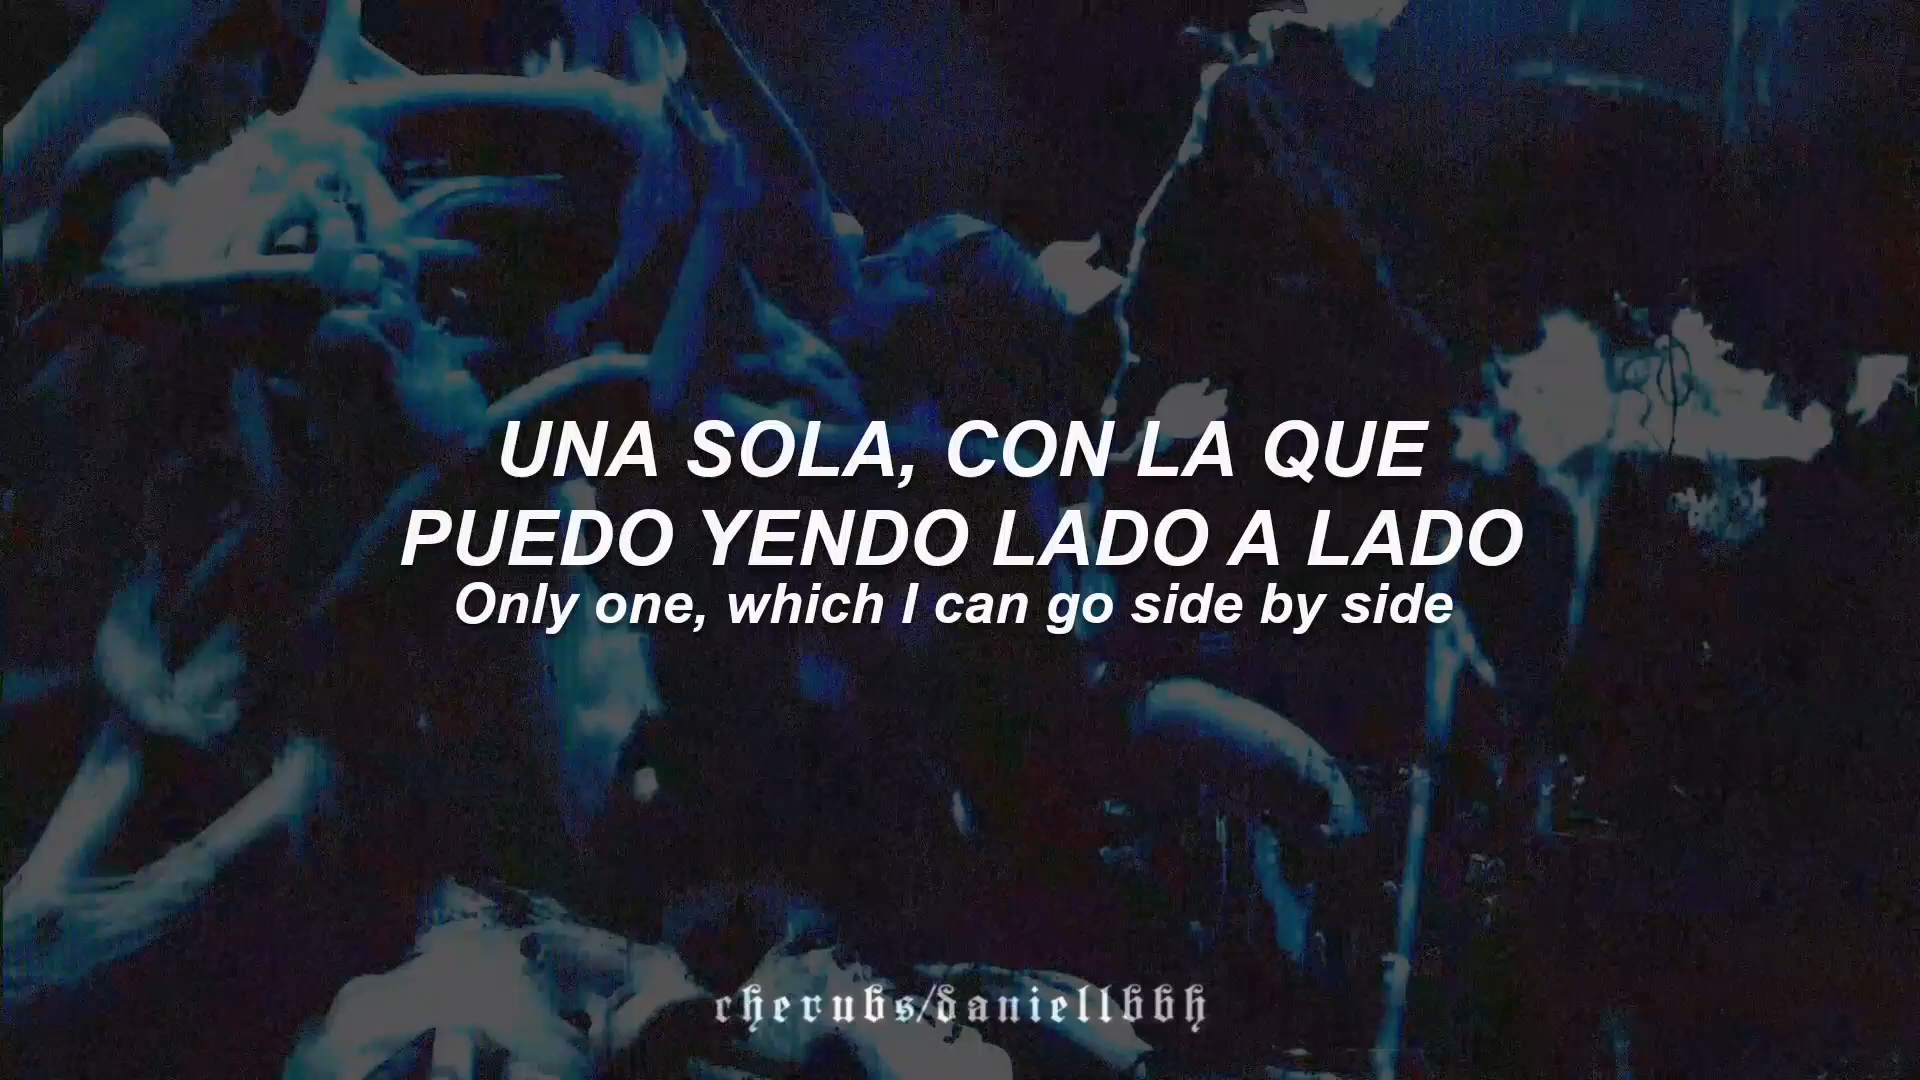 UNA SOLA, CON LA QUE
PUEDO YENDO LADO A LADO
Only one, which I can go side by side
cherubs/daniellbbh